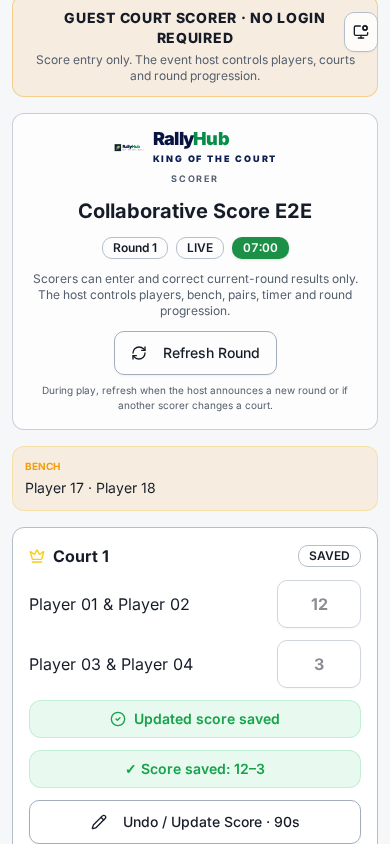 GUEST COURT SCORER · NO LOGIN
REQUIRED
Score entry only. The event host controls players, courts
and round progression.
RallyHub
RallyHub
KING OF THE COURT
SCORER
Collaborative Score E2E
Round 1
LIVE
07:00
Scorers can enter and correct current-round results only.
The host controls players, bench, pairs, timer and round
progression.
Refresh Round
During play, refresh when the host announces a new round or if
another scorer changes a court.
BENCH
Player 17 · Player 18
Court 1
SAVED
Player 01 & Player 02
12
Player 03 & Player 04
3
Updated score saved
✓ Score saved: 12–3
Undo / Update Score · 90s